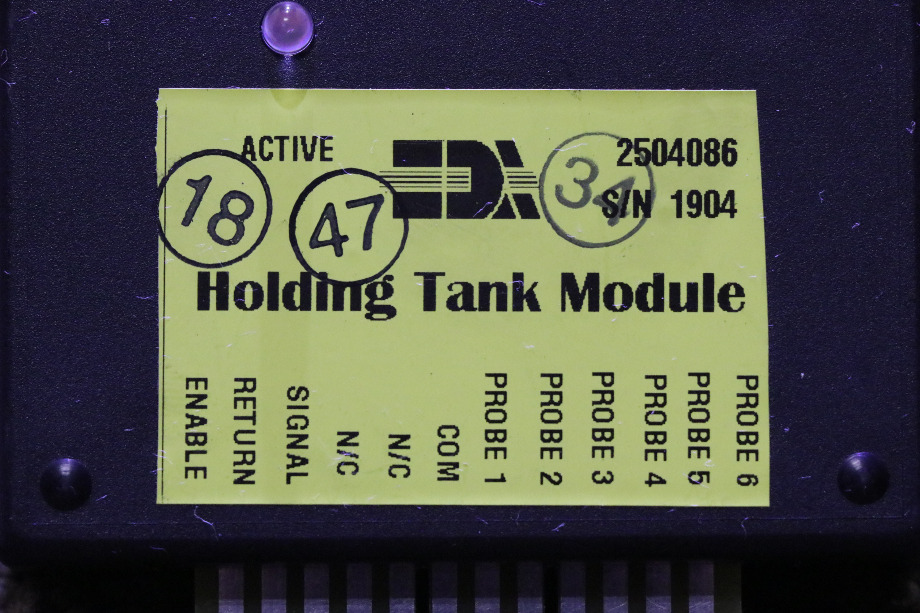 ACTIVE
18
47
EDX
34
2504086
S/N 1904
Holding Tank Module
ENABLE
RETURN
SIGNAL
N/C
N/C
COM
PROBE 1
PROBE 2
PROBE 3
PROBE 4
PROBE 5
PROBE 6